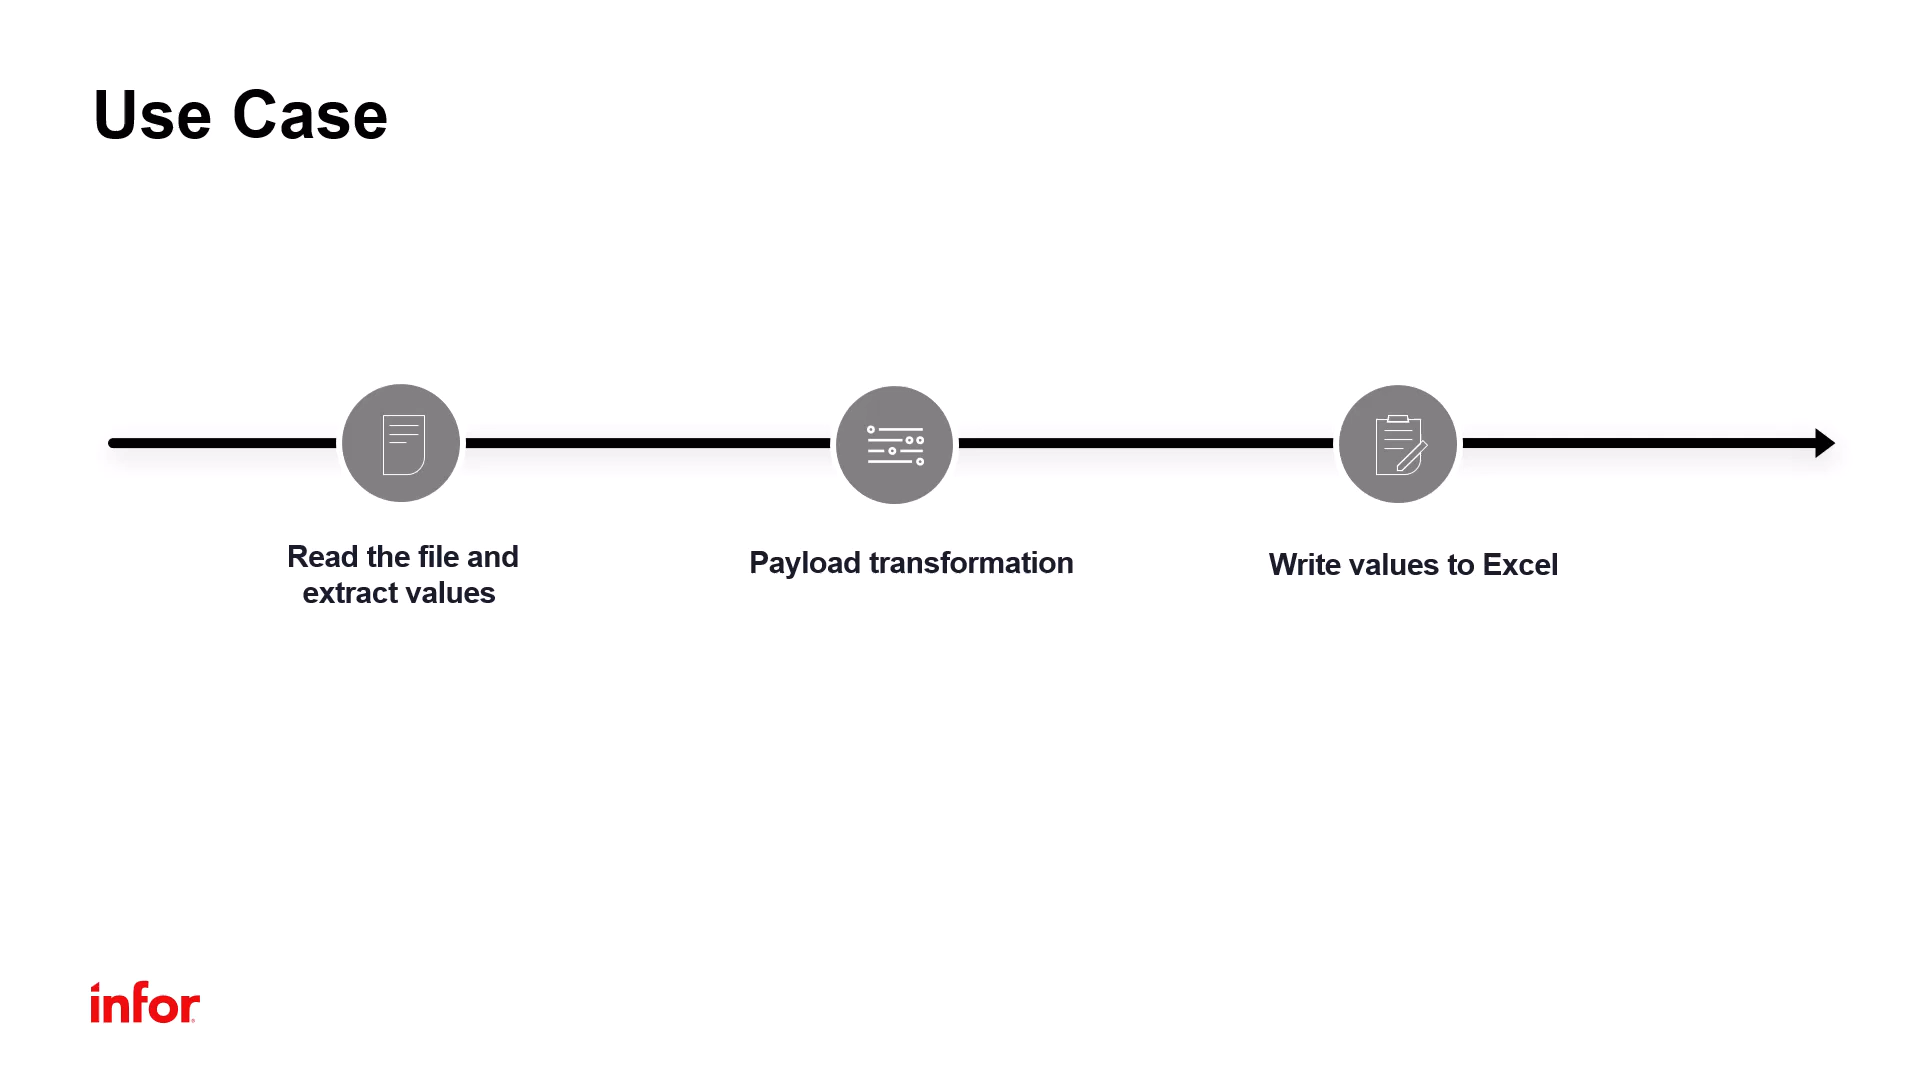 Use Case
Read the file and
extract values
Payload transformation
Write values to Excel
infor